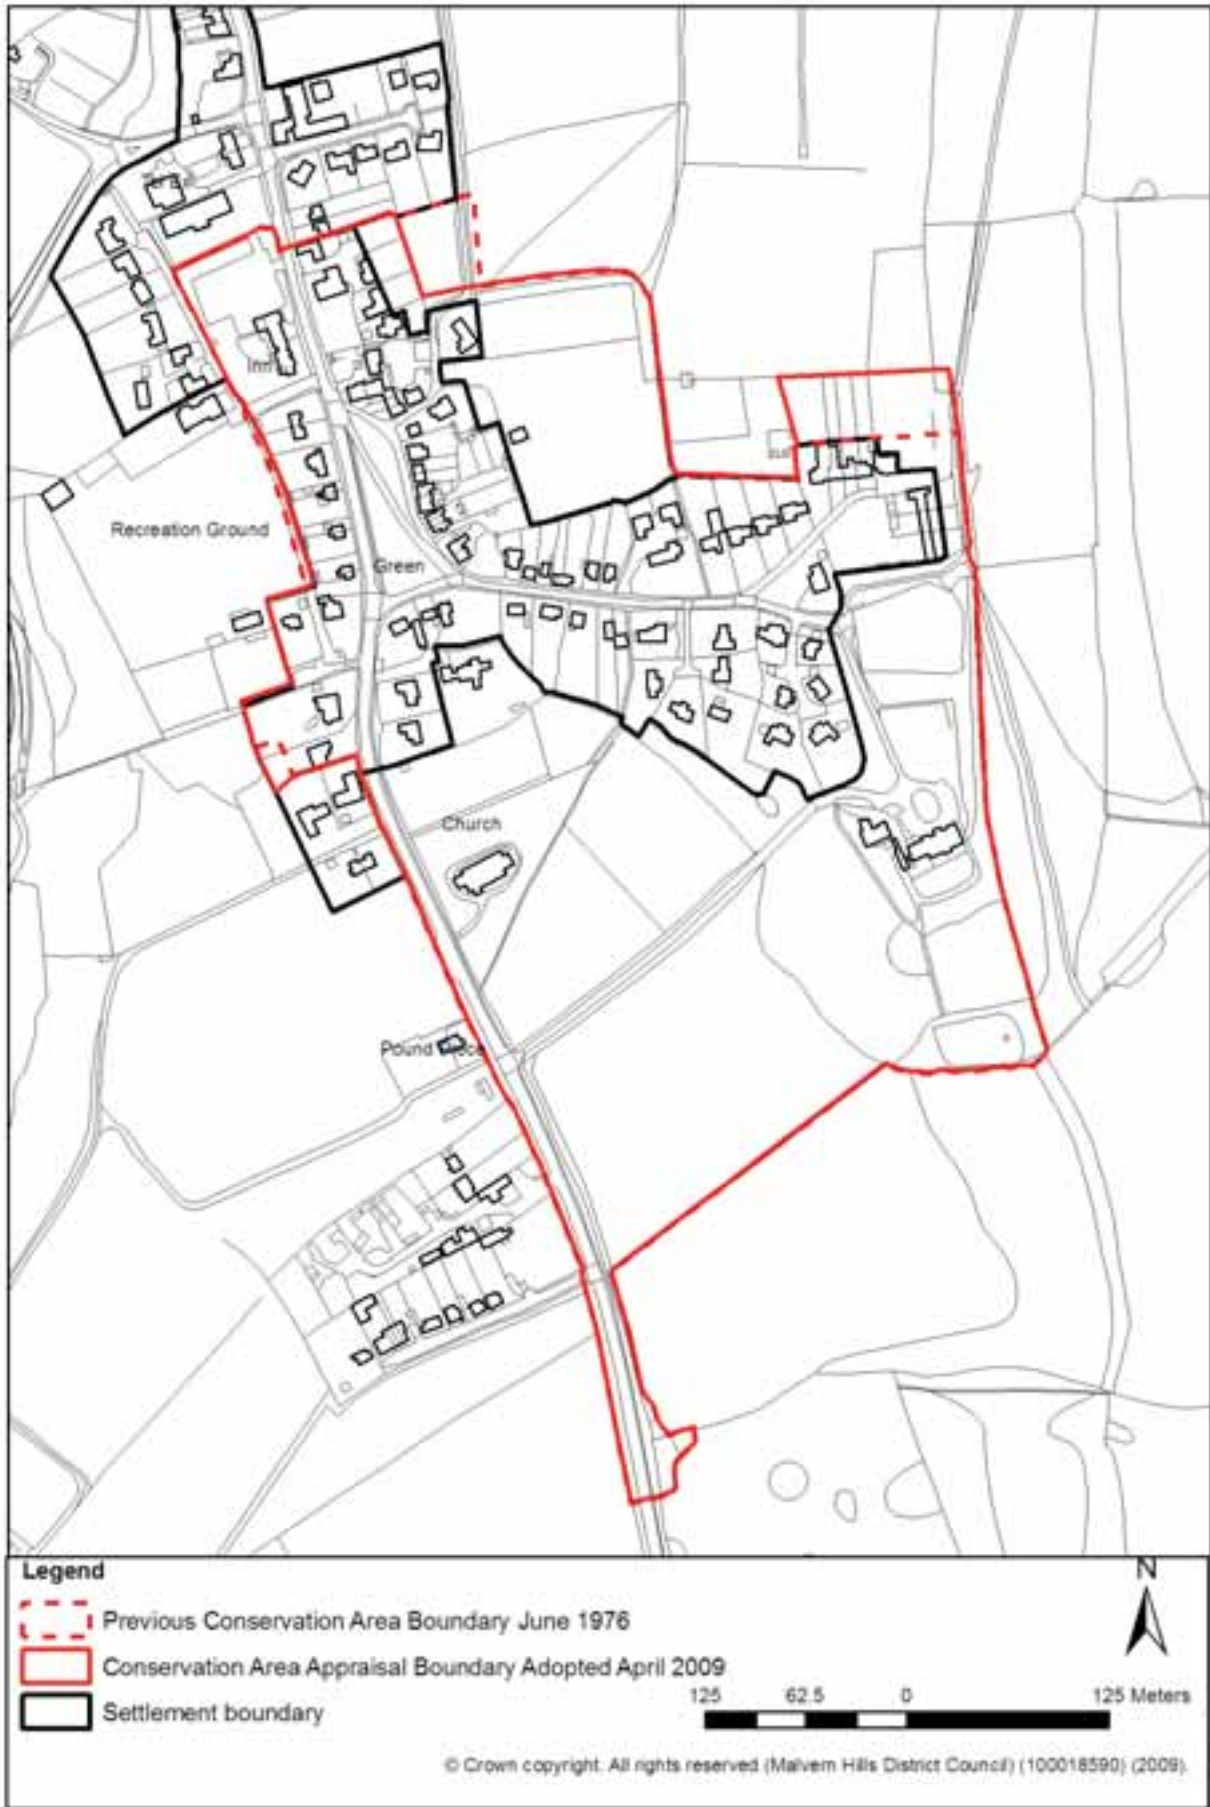 Inn
Recreation Ground
Green
Church
Pound Piece
Legend
N
Previous Conservation Area Boundary June 1976
Conservation Area Appraisal Boundary Adopted April 2009
Settlement boundary
125 62.5 0 125 Meters
© Crown copyright. All rights reserved (Malvern Hills District Council) (100018590) (2009).